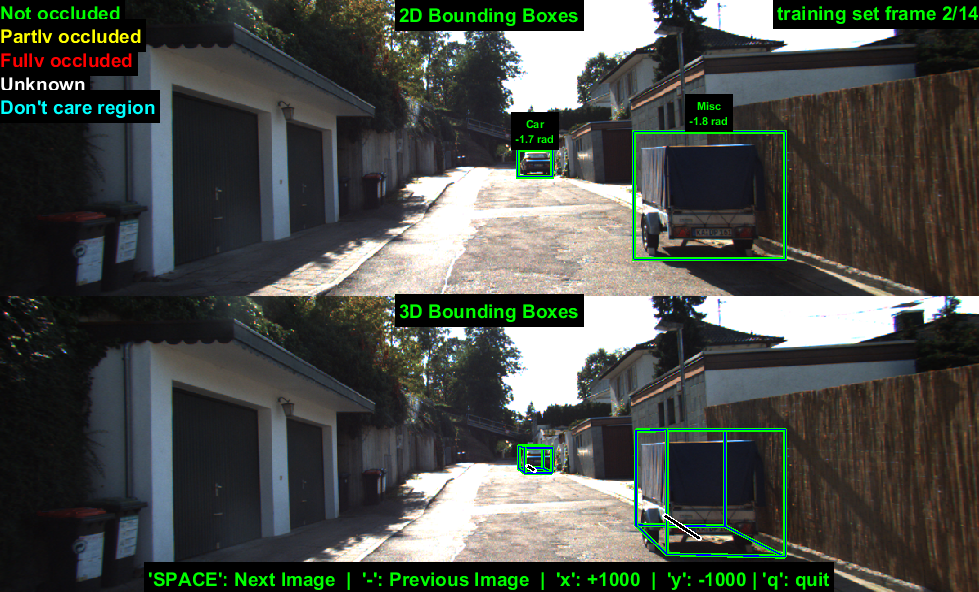 Not occluded
2D Bounding Boxes
training set frame 2/14
Partly occluded
Fully occluded
Unknown
Don't care region
Car
-1.7 rad
Misc
-1.8 rad
3D Bounding Boxes
'SPACE': Next Image | '-': Previous Image | 'x': +1000 | 'y': -1000 | 'q': quit